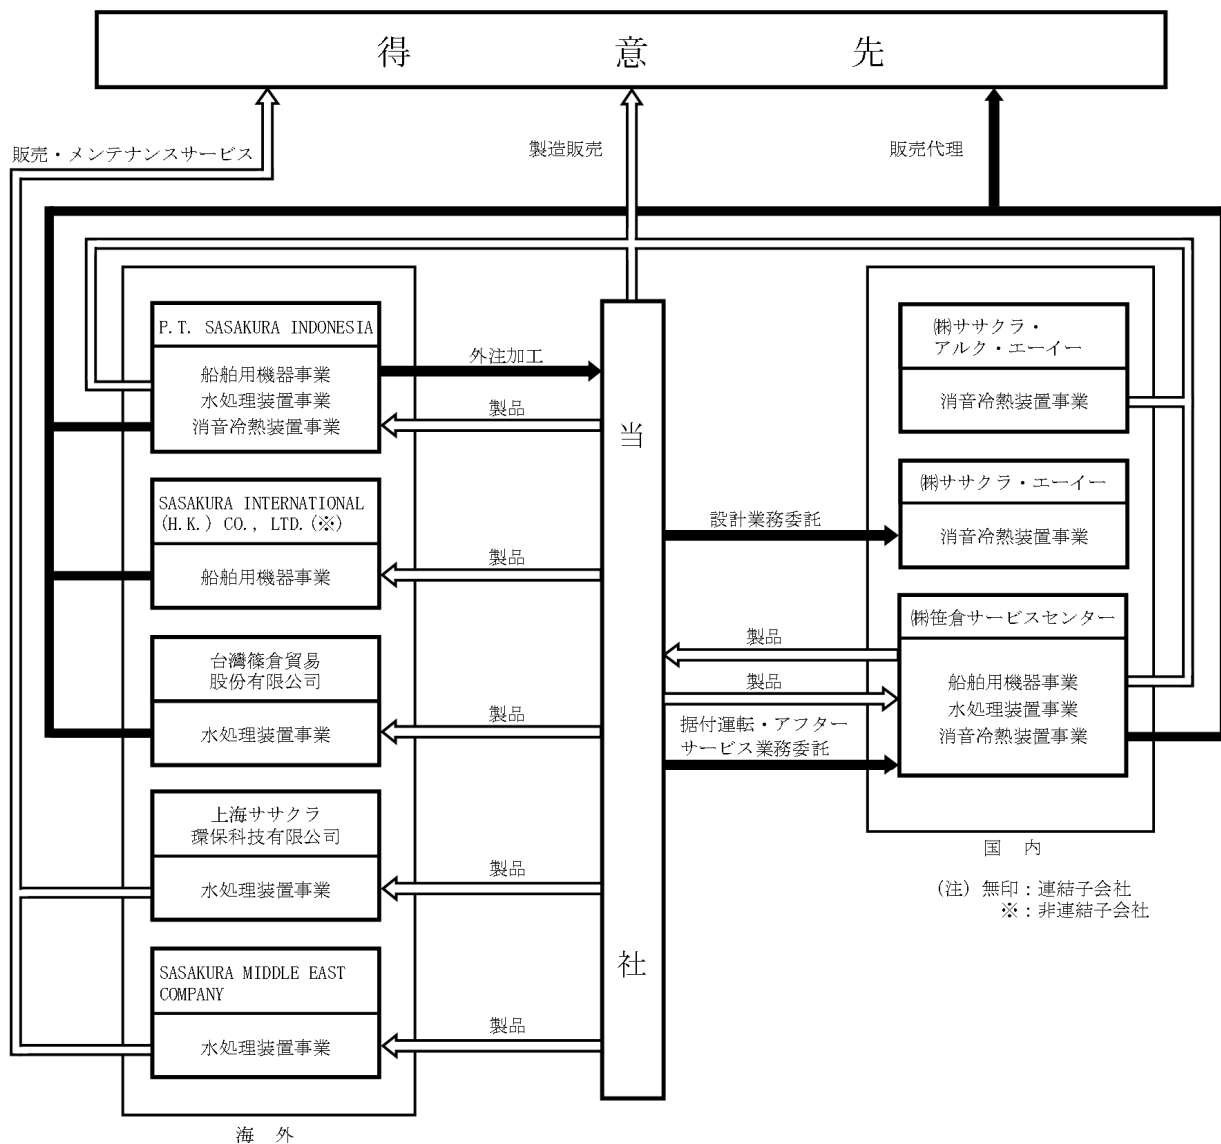 得意先
販売・メンテナンスサービス
製造販売
販売代理
P.T. SASAKURA INDONESIA
船舶用機器事業
水処理装置事業
消音冷熱装置事業
外注加工
製品
SASAKURA INTERNATIONAL
(H.K.) CO., LTD.(※)
船舶用機器事業
製品
台灣篠倉貿易
股份有限公司
水処理装置事業
製品
上海ササクラ
環保科技有限公司
水処理装置事業
製品
SASAKURA MIDDLE EAST
COMPANY
水処理装置事業
製品
海外
当社
㈱ササクラ・
アルク・エーイー
消音冷熱装置事業
㈱ササクラ・エーイー
消音冷熱装置事業
設計業務委託
㈱笹倉サービスセンター
船舶用機器事業
水処理装置事業
消音冷熱装置事業
製品
製品
据付運転・アフター
サービス業務委託
国内
(注) 無印：連結子会社
※：非連結子会社